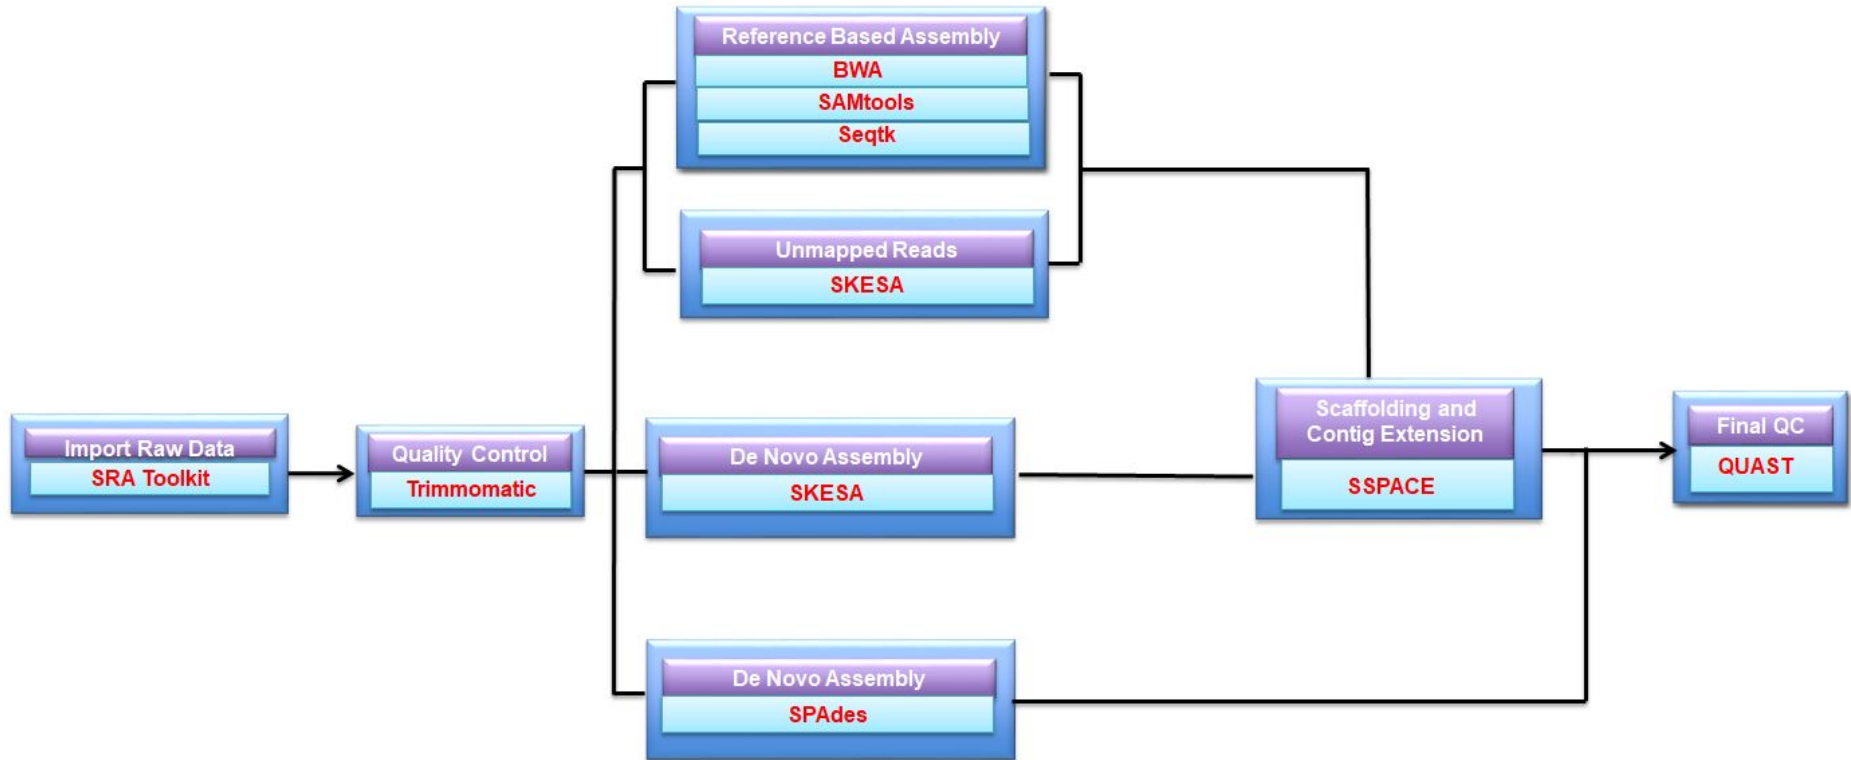 Import Raw Data
SRA Toolkit
Quality Control
Trimmomatic
Reference Based Assembly
BWA
SAMtools
Seqtk
Unmapped Reads
SKESA
De Novo Assembly
SKESA
De Novo Assembly
SPAdes
Scaffolding and
Contig Extension
SSPACE
Final QC
QUAST